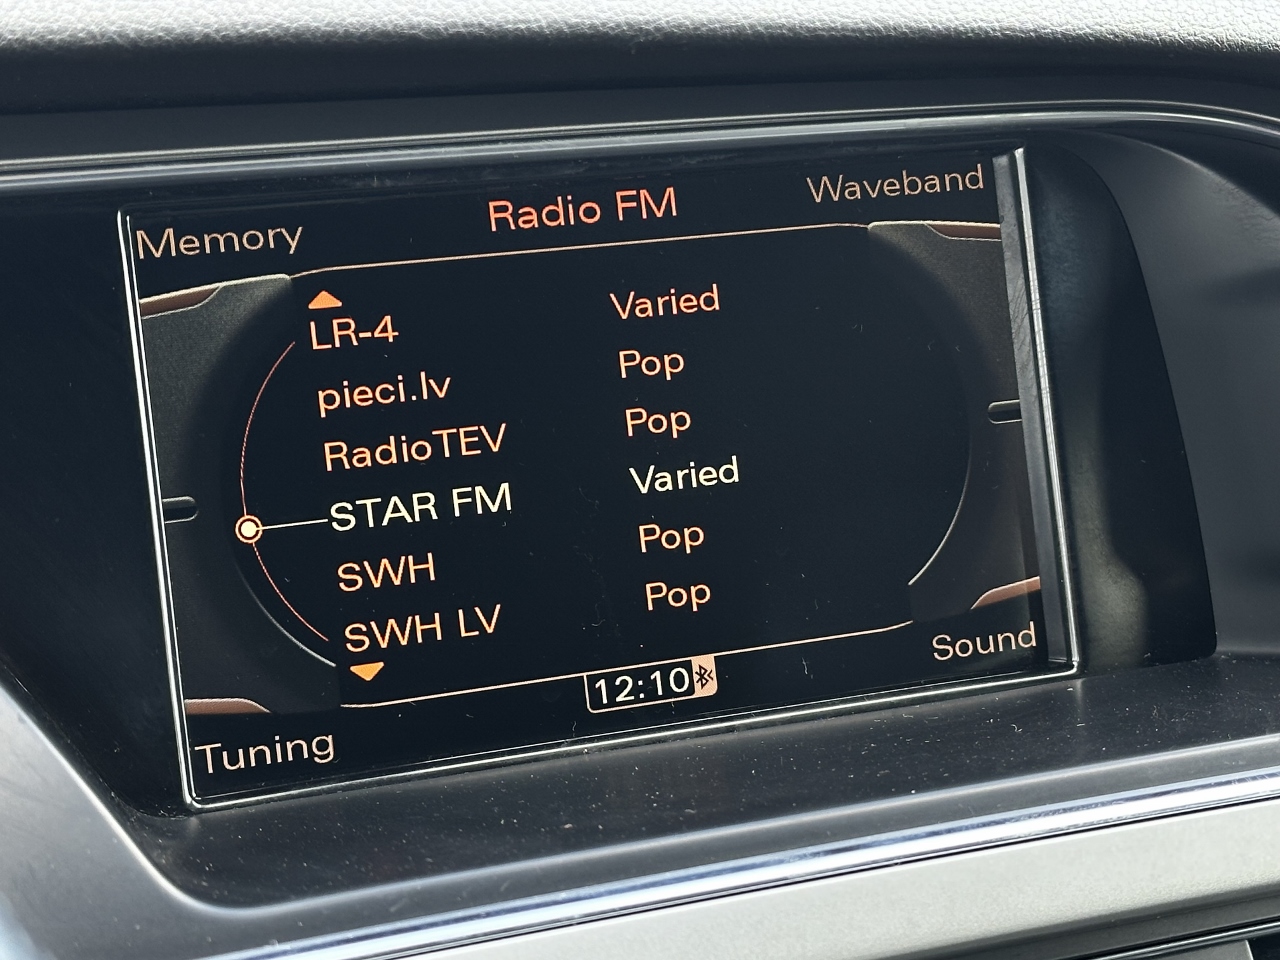 Memory Radio FM Waveband
LR-4 Varied
pieci.lv Pop
RadioTEV Pop
STAR FM Varied
SWH Pop
SWH LV Pop
12:10
Tuning Sound